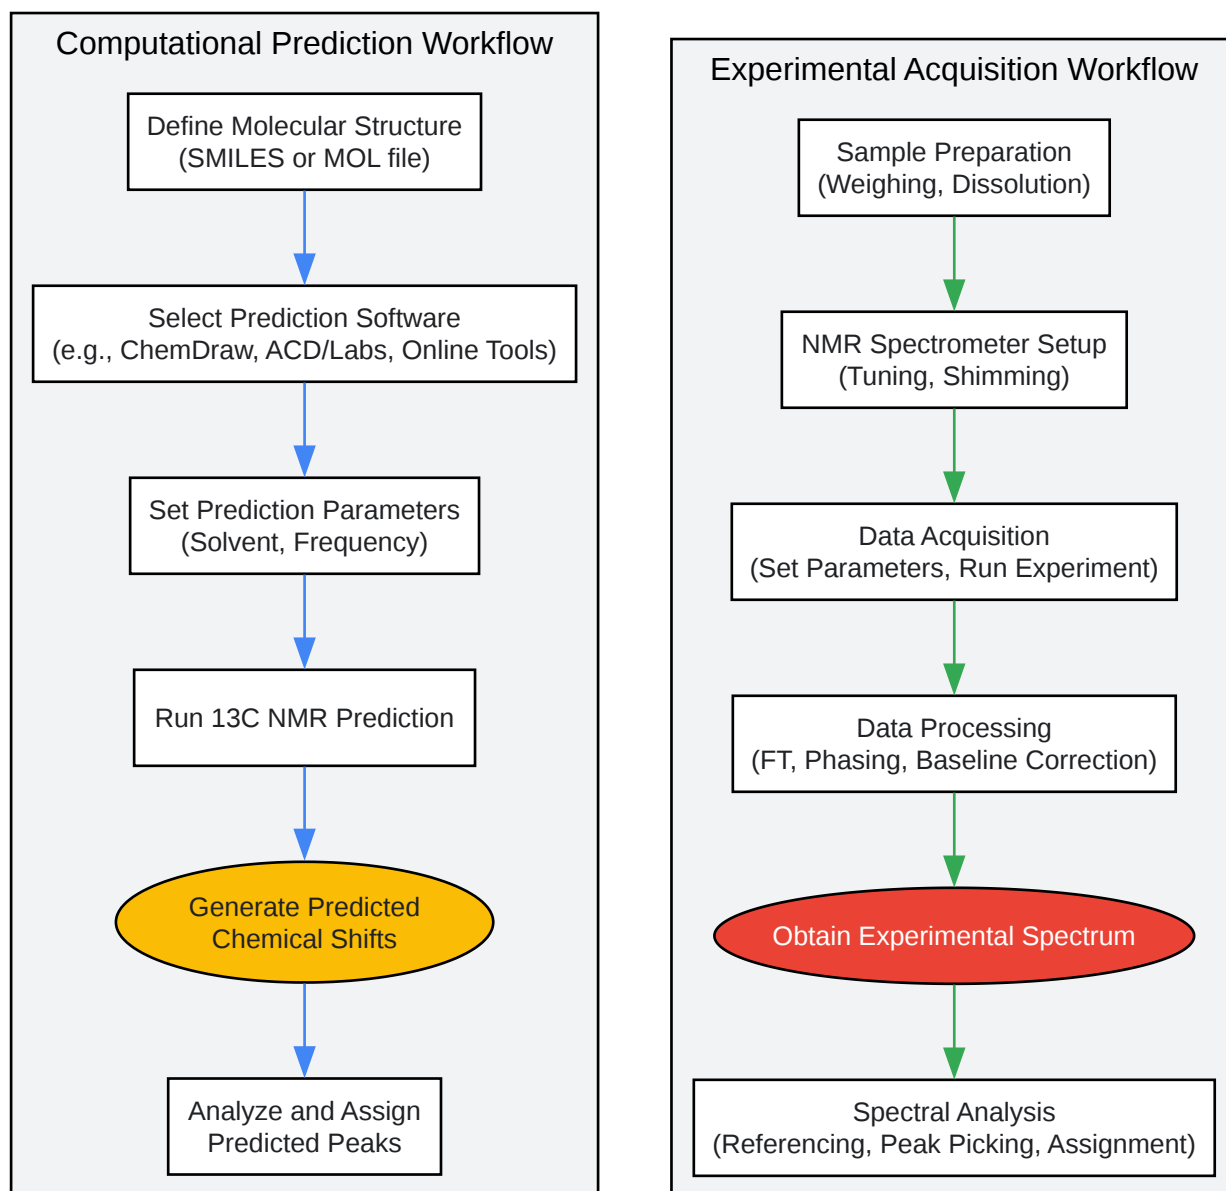 Computational Prediction Workflow
Define Molecular Structure
(SMILES or MOL file)
Select Prediction Software
(e.g., ChemDraw, ACD/Labs, Online Tools)
Set Prediction Parameters
(Solvent, Frequency)
Run 13C NMR Prediction
Generate Predicted
Chemical Shifts
Analyze and Assign
Predicted Peaks
Experimental Acquisition Workflow
Sample Preparation
(Weighing, Dissolution)
NMR Spectrometer Setup
(Tuning, Shimming)
Data Acquisition
(Set Parameters, Run Experiment)
Data Processing
(FT, Phasing, Baseline Correction)
Obtain Experimental Spectrum
Spectral Analysis
(Referencing, Peak Picking, Assignment)